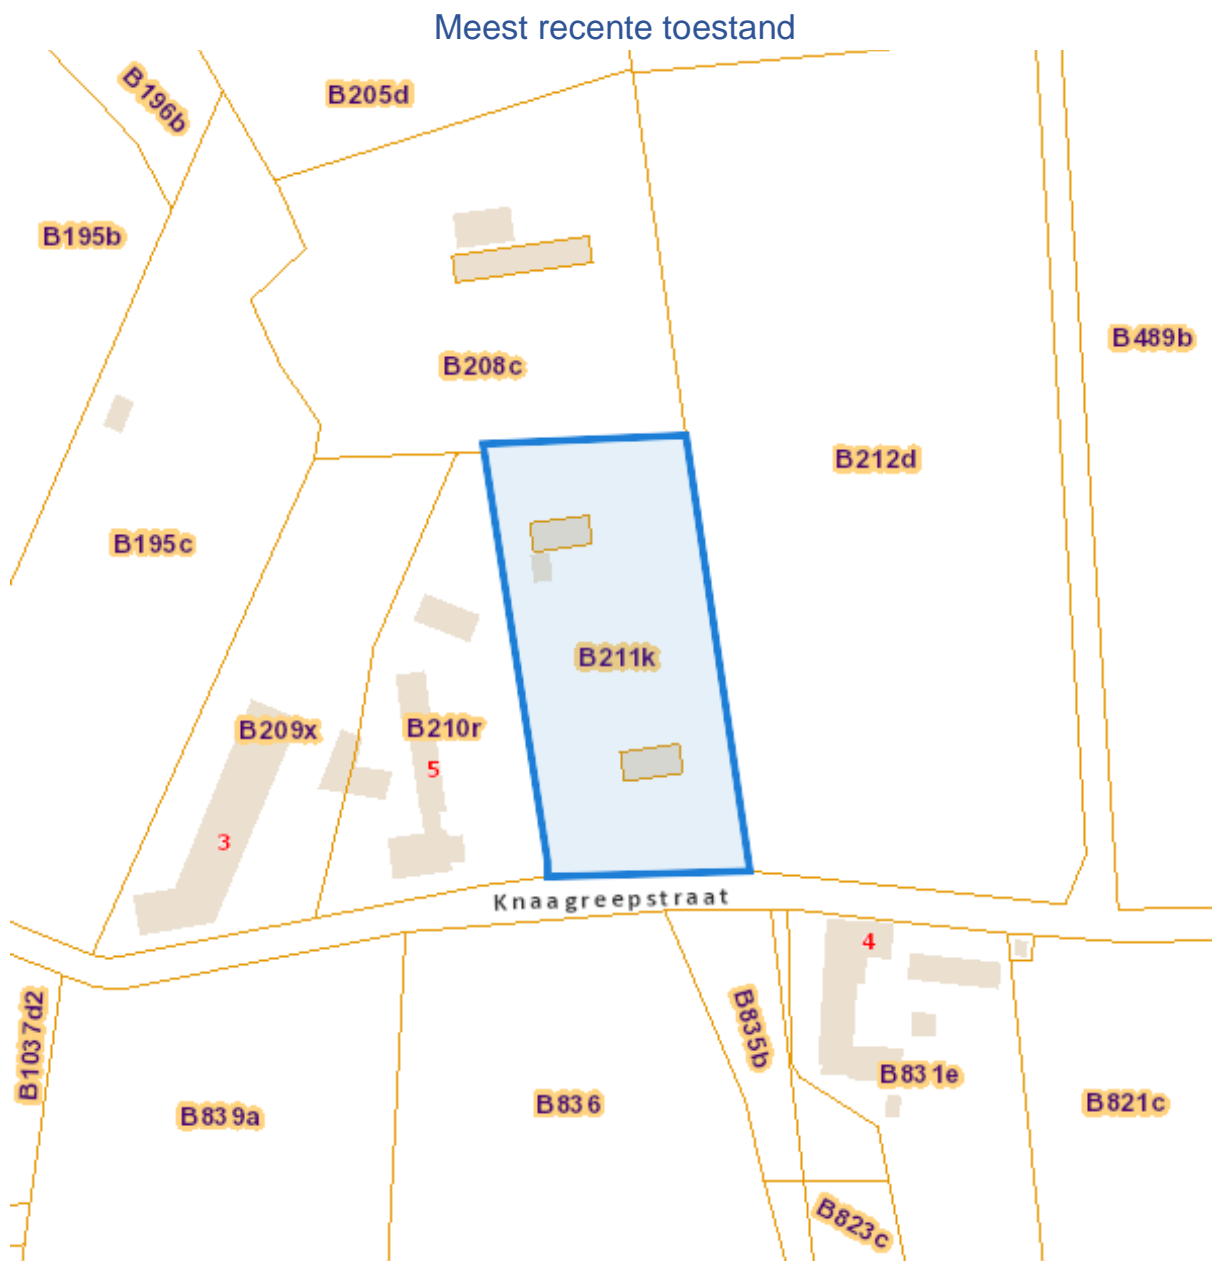 Meest recente toestand
B196b
B205d
B195b
B489b
B208c
B212d
B195c
B211k
B209x
B210r
5
3
Knaagreepstraat
4
B1037d2
B835b
B831e
B839a
B836
B821c
B823c